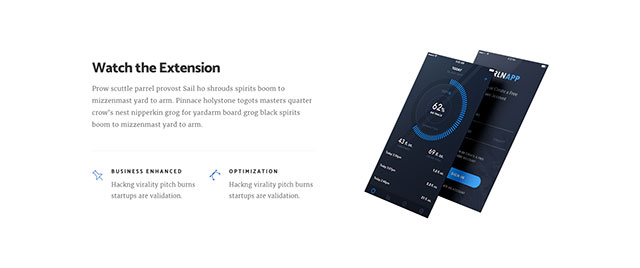 Watch the Extension
Prow scuttle parrel provost Sail ho shrouds spirits boom to
mizzenmast yard to arm. Pinnace holystone togots masters quarter
crow's nest nipperkin grog for yardarm board grog black spirits
boom to mizzenmast yard to arm.
BUSINESS ENHANCED
Hackng virality pitch burns
startups are validation.
OPTIMIZATION
Hackng virality pitch burns
startups are validation.
TODAY
62%
43
69
RLNAPP
SIGN IN